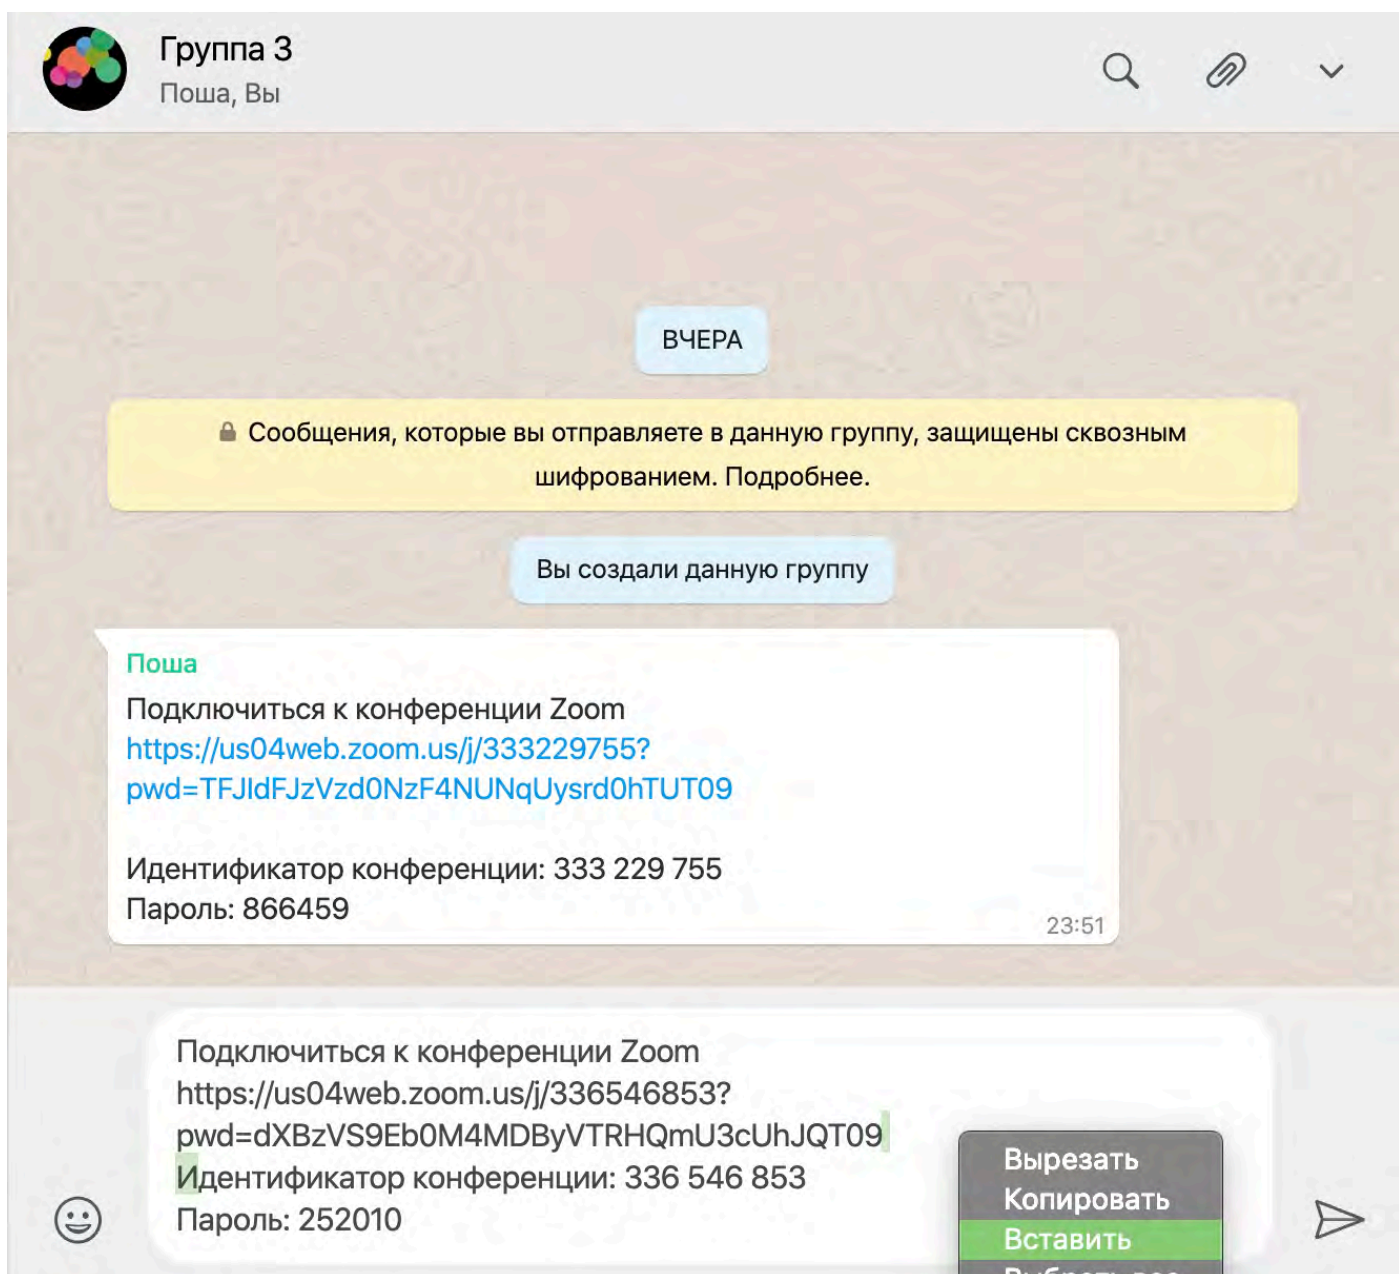 Группа 3
Поша, Вы
ВЧЕРА
Сообщения, которые вы отправляете в данную группу, защищены сквозным
шифрованием. Подробнее.
Вы создали данную группу
Поша
Подключиться к конференции Zoom
https://us04web.zoom.us/j/333229755?
pwd=TFJIdFJzVzd0NzF4NUNqUysrd0hTUT09
Идентификатор конференции: 333 229 755
Пароль: 866459
23:51
Подключиться к конференции Zoom
https://us04web.zoom.us/j/336546853?
pwd=dXBzVS9Eb0M4MDByVTRHQmU3cUhJQT09
Идентификатор конференции: 336 546 853
Пароль: 252010
Вырезать
Копировать
Вставить